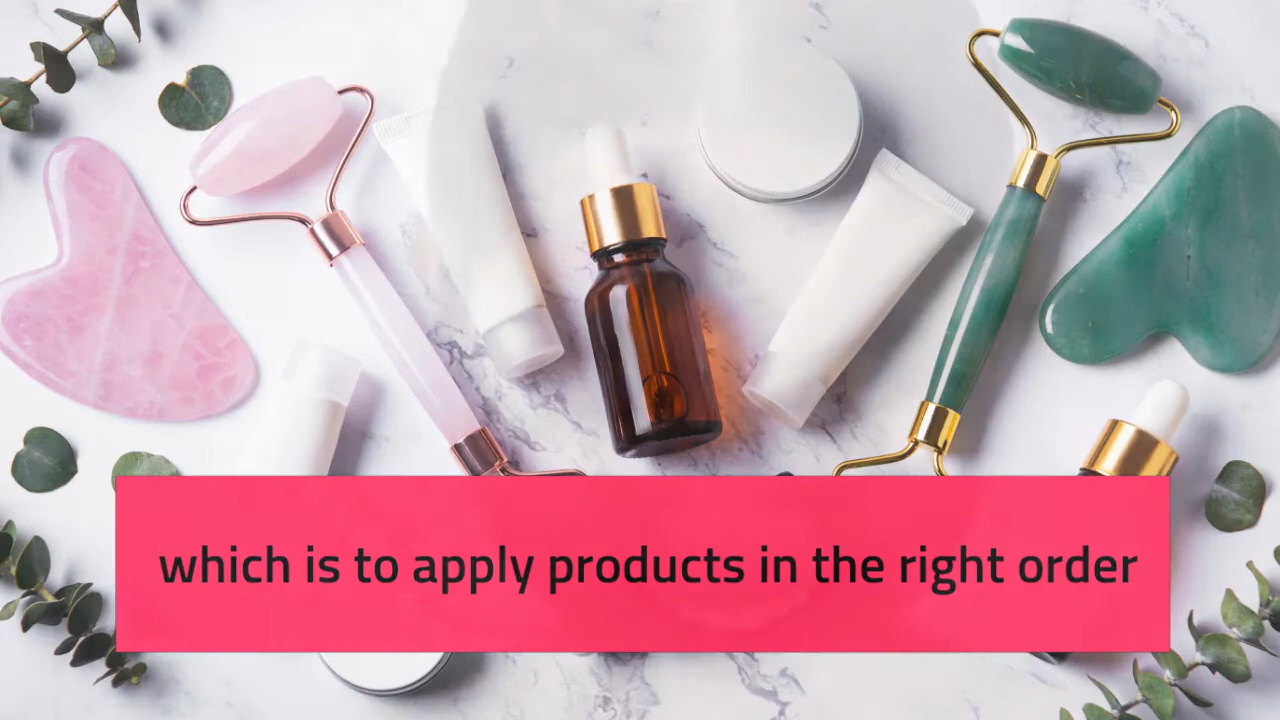 which is to apply products in the right order